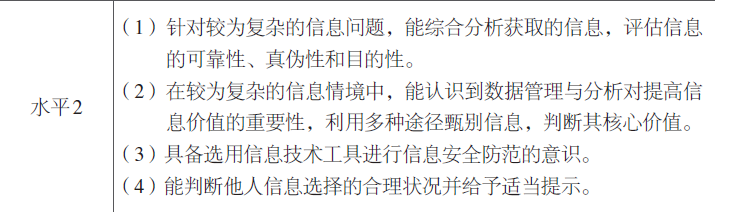 水平2
（1）针对较为复杂的信息问题，能综合分析获取的信息，评估信息
的可靠性、真伪性和目的性。
（2）在较为复杂的信息情境中，能认识到数据管理与分析对提高信
息价值的重要性，利用多种途径甄别信息，判断其核心价值。
（3）具备选用信息技术工具进行信息安全防范的意识。
（4）能判断他人信息选择的合理状况并给予适当提示。